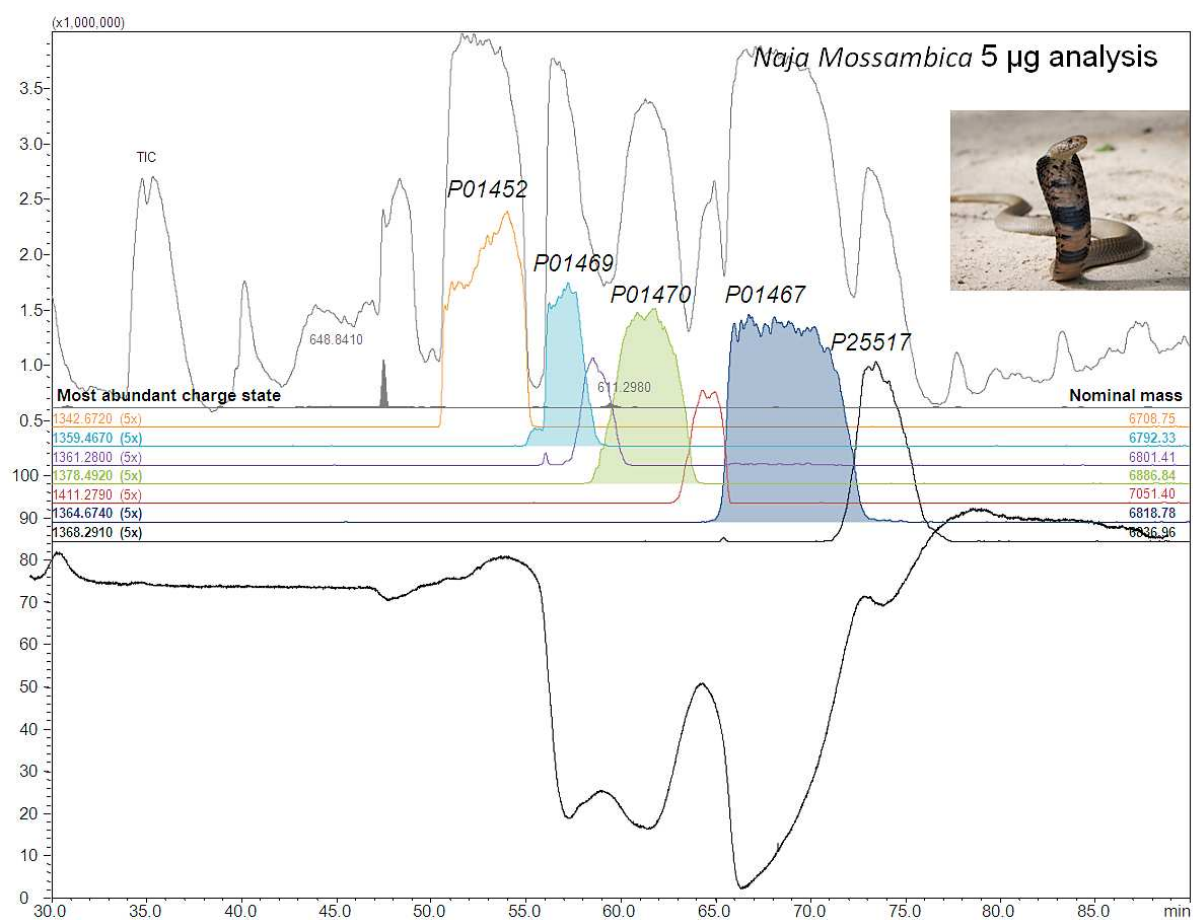 (x1,000,000)
Naja Mossambica 5 µg analysis
3.5
3.0
2.5
2.0
1.5
1.0
0.5
TIC
P01452
P01469
P01470
P01467
P25517
648.8410
611.2980
Most abundant charge state Nominal mass
1342.6720 (5x) 6708.75
1359.4670 (5x) 6792.33
1361.2800 (5x) 6801.41
1378.4920 (5x) 6886.84
1411.2790 (5x) 7051.40
1364.6740 (5x) 6818.78
1368.2910 (5x) 6836.96
100
90
80
70
60
50
40
30
20
10
0
30.0 35.0 40.0 45.0 50.0 55.0 60.0 65.0 70.0 75.0 80.0 85.0 min